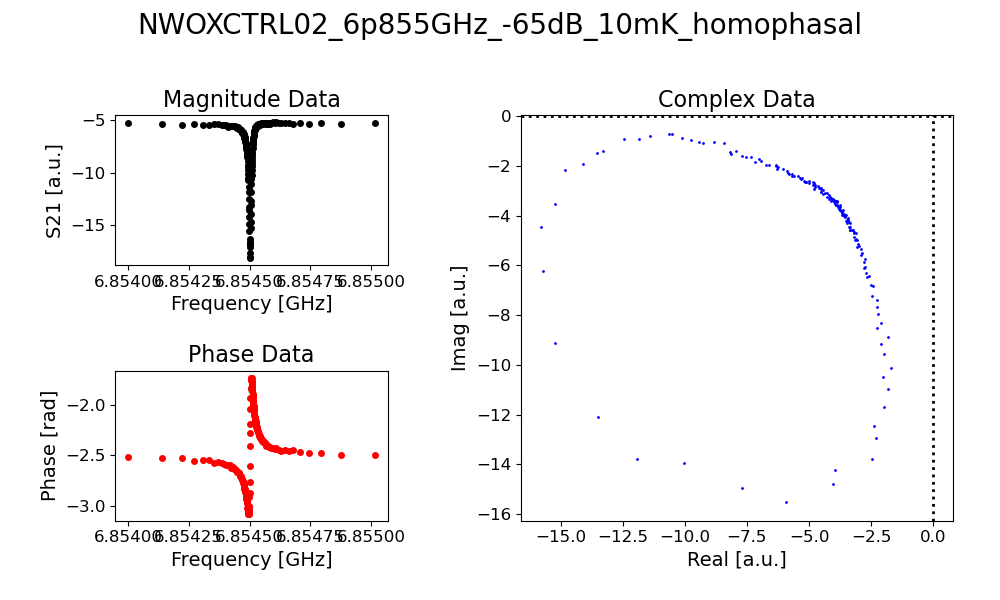 NWOXCTRL02_6p855GHz_-65dB_10mK_homophasal
Magnitude Data
S21 [a.u.]
−5
−10
−15
6.85400 6.85425 6.85450 6.85475 6.85500
Frequency [GHz]
Phase Data
Phase [rad]
−2.0
−2.5
−3.0
6.85400 6.85425 6.85450 6.85475 6.85500
Frequency [GHz]
Complex Data
Imag [a.u.]
0
−2
−4
−6
−8
−10
−12
−14
−16
−15.0 −12.5 −10.0 −7.5 −5.0 −2.5 0.0
Real [a.u.]